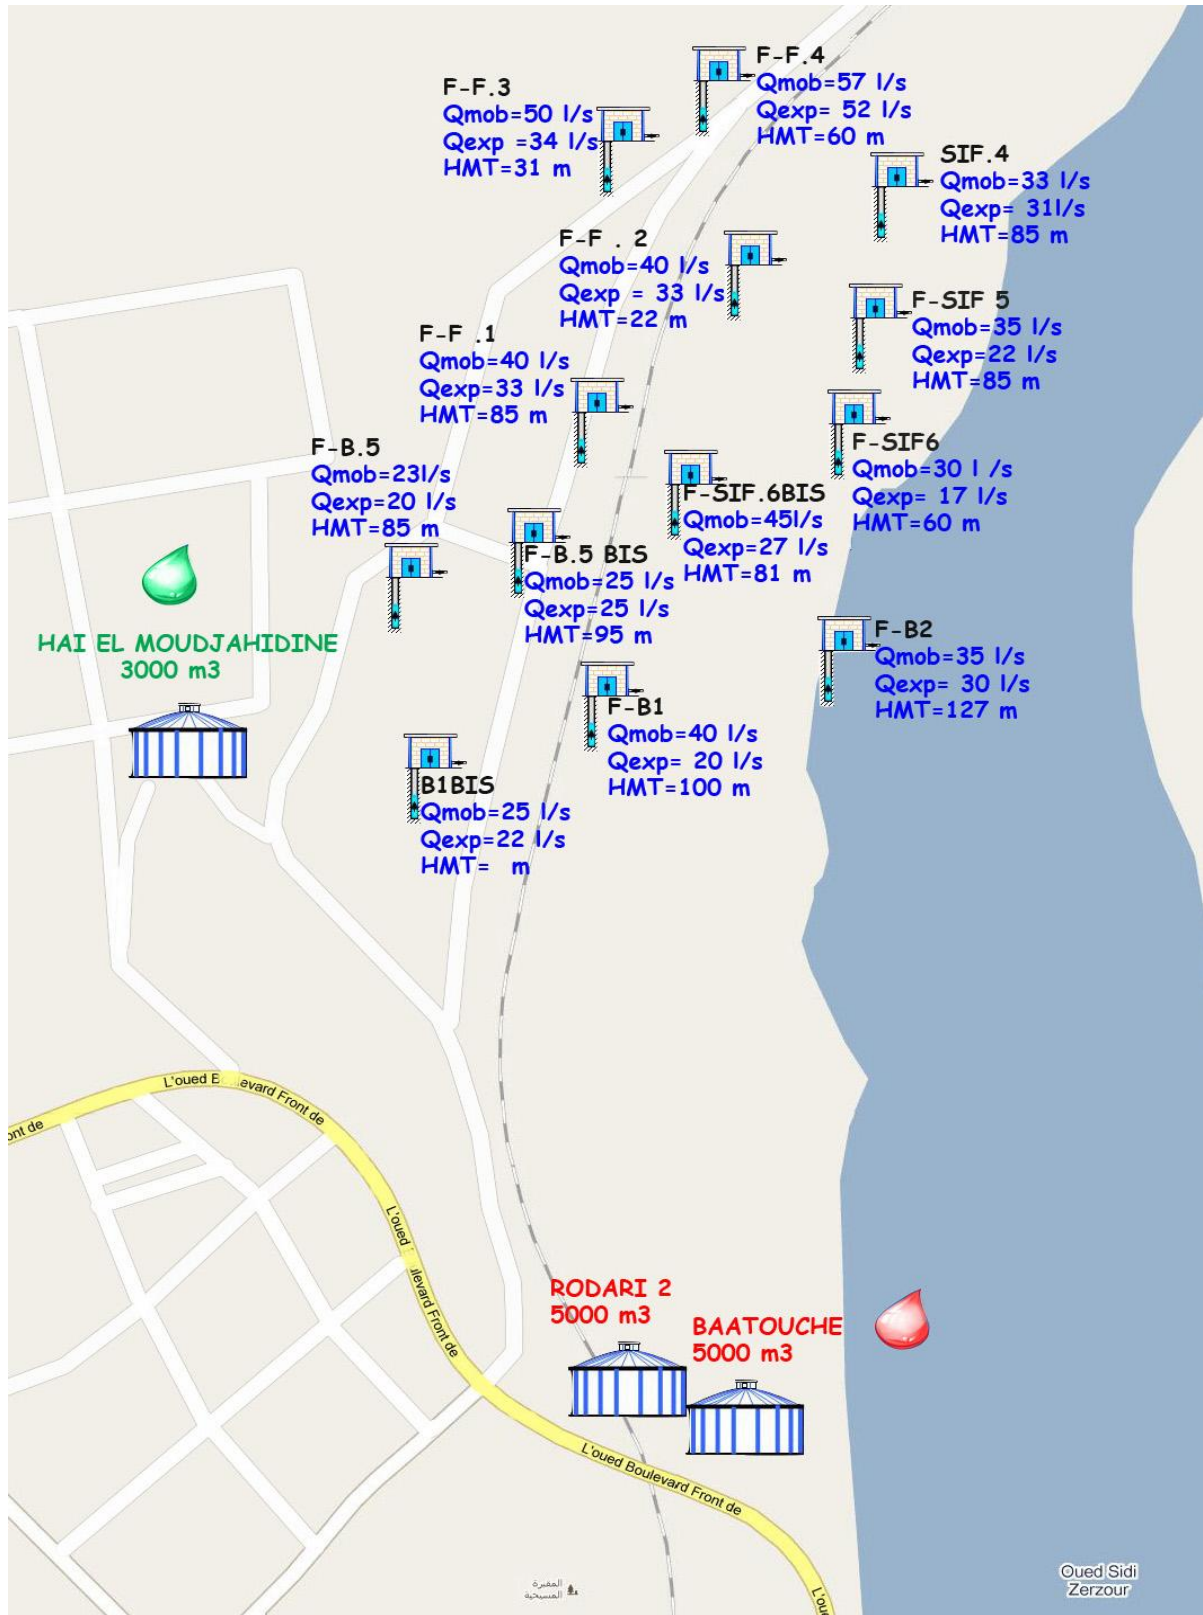 F-F.4
Qmob=57 l/s
Qexp= 52 l/s
HMT=60 m
F-F.3
Qmob=50 l/s
Qexp =34 l/s
HMT=31 m
SIF.4
Qmob=33 l/s
Qexp= 31l/s
HMT=85 m
F-F . 2
Qmob=40 l/s
Qexp = 33 l/s
HMT=22 m
F-SIF 5
Qmob=35 l/s
Qexp=22 l/s
HMT=85 m
F-F .1
Qmob=40 l/s
Qexp=33 l/s
HMT=85 m
F-SIF6
Qmob=30 l /s
Qexp= 17 l/s
HMT=60 m
F-B.5
Qmob=23l/s
Qexp=20 l/s
HMT=85 m
F-SIF.6BIS
Qmob=45l/s
Qexp=27 l/s
HMT=81 m
F-B.5 BIS
Qmob=25 l/s
Qexp=25 l/s
HMT=95 m
HAI EL MOUDJAHIDINE
3000 m3
F-B2
Qmob=35 l/s
Qexp= 30 l/s
HMT=127 m
F-B1
Qmob=40 l/s
Qexp= 20 l/s
HMT=100 m
B1BIS
Qmob=25 l/s
Qexp=22 l/s
HMT= m
ont de
L'oued Boulevard Front de
L'oued Boulevard Front de
RODARI 2
5000 m3
BAATOUCHE
5000 m3
L'oued Boulevard Front de
L'ou
المقبرة
المسيحية
Oued Sidi
Zerzour